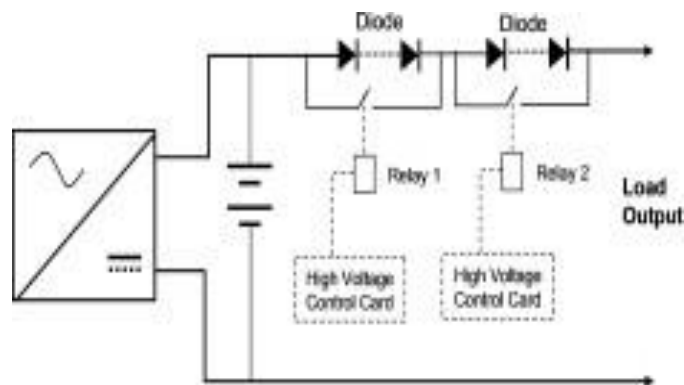 Diode
Diode
Relay 1
Relay 2
Load
Output
High Voltage
Control Card
High Voltage
Control Card